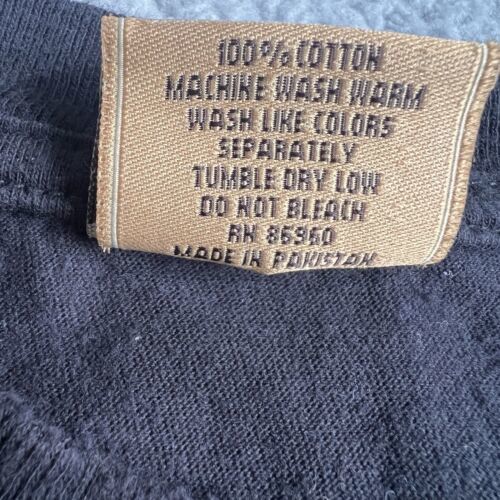 100% COTTON
MACHINE WASH WARM
WASH LIKE COLORS
SEPARATELY
TUMBLE DRY LOW
DO NOT BLEACH
RN 86960
MADE IN PAKISTAN